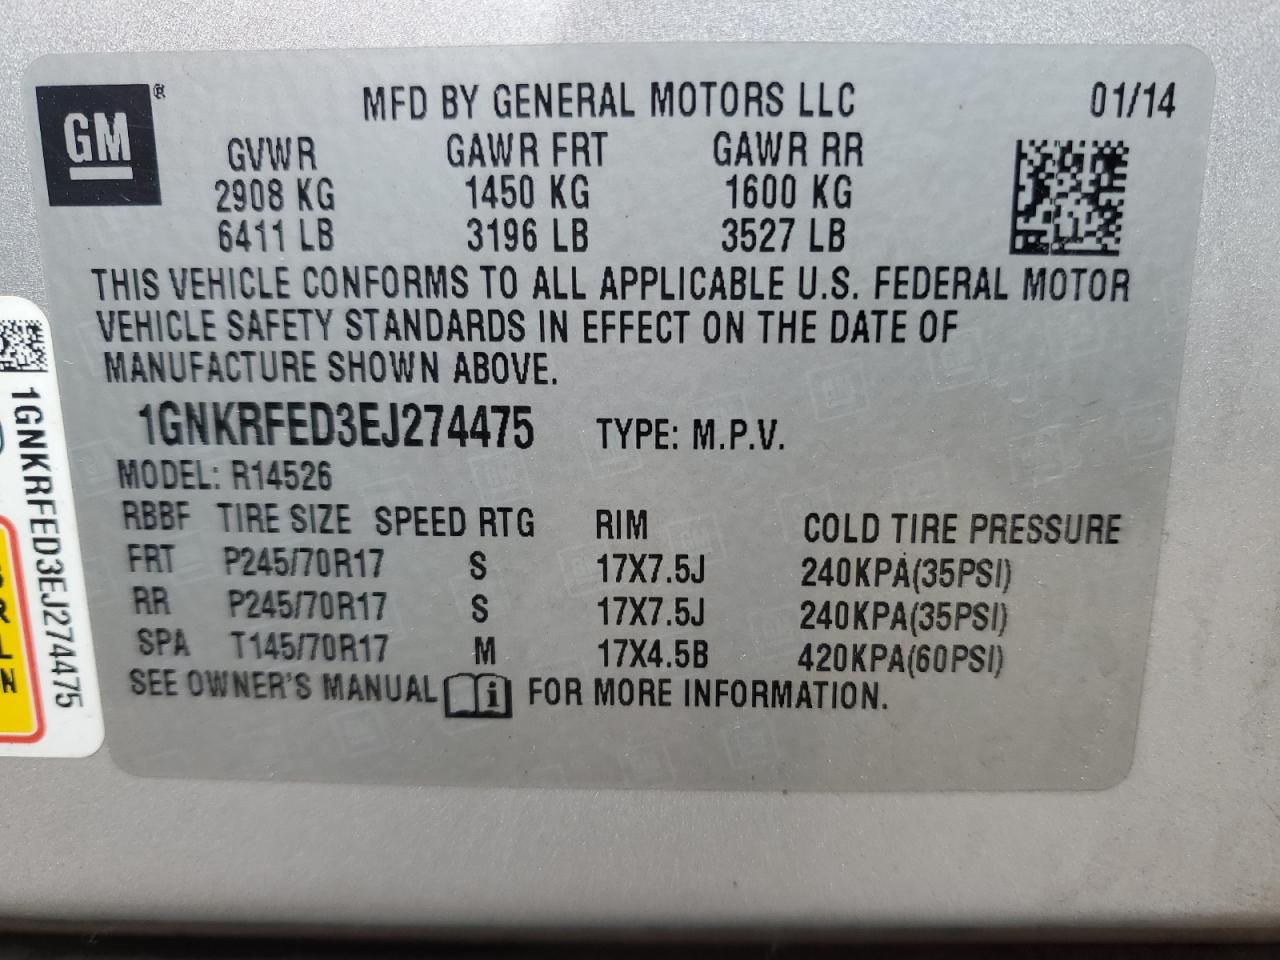 GM ®
MFD BY GENERAL MOTORS LLC 01/14
GVWR GAWR FRT GAWR RR
2908 KG 1450 KG 1600 KG
6411 LB 3196 LB 3527 LB
THIS VEHICLE CONFORMS TO ALL APPLICABLE U.S. FEDERAL MOTOR
VEHICLE SAFETY STANDARDS IN EFFECT ON THE DATE OF
MANUFACTURE SHOWN ABOVE.
1GNKRFED3EJ274475 TYPE: M.P.V.
MODEL: R14526
RBBF TIRE SIZE SPEED RTG RIM COLD TIRE PRESSURE
FRT P245/70R17 S 17X7.5J 240KPA(35PSI)
RR P245/70R17 S 17X7.5J 240KPA(35PSI)
SPA T145/70R17 M 17X4.5B 420KPA(60PSI)
SEE OWNER'S MANUAL i FOR MORE INFORMATION.
1GNKRFED3EJ274475